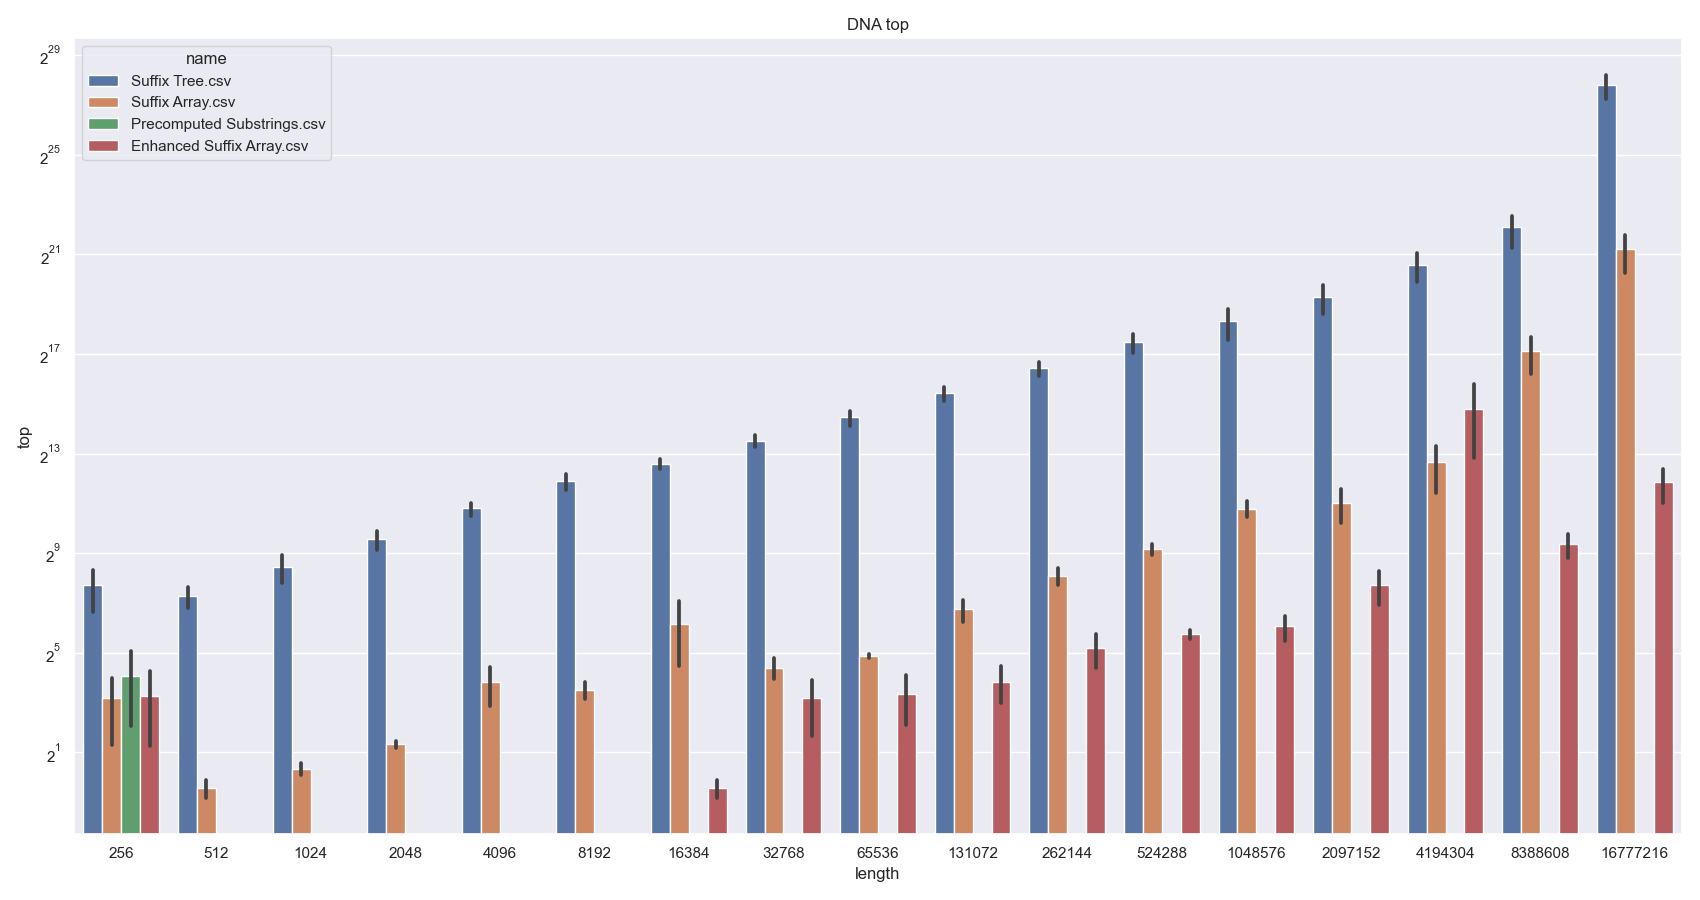 DNA top
name
Suffix Tree.csv
Suffix Array.csv
Precomputed Substrings.csv
Enhanced Suffix Array.csv
2^29
2^25
2^21
2^17
2^13
2^9
2^5
2^1
top
256 512 1024 2048 4096 8192 16384 32768 65536 131072 262144 524288 1048576 2097152 4194304 8388608 16777216
length